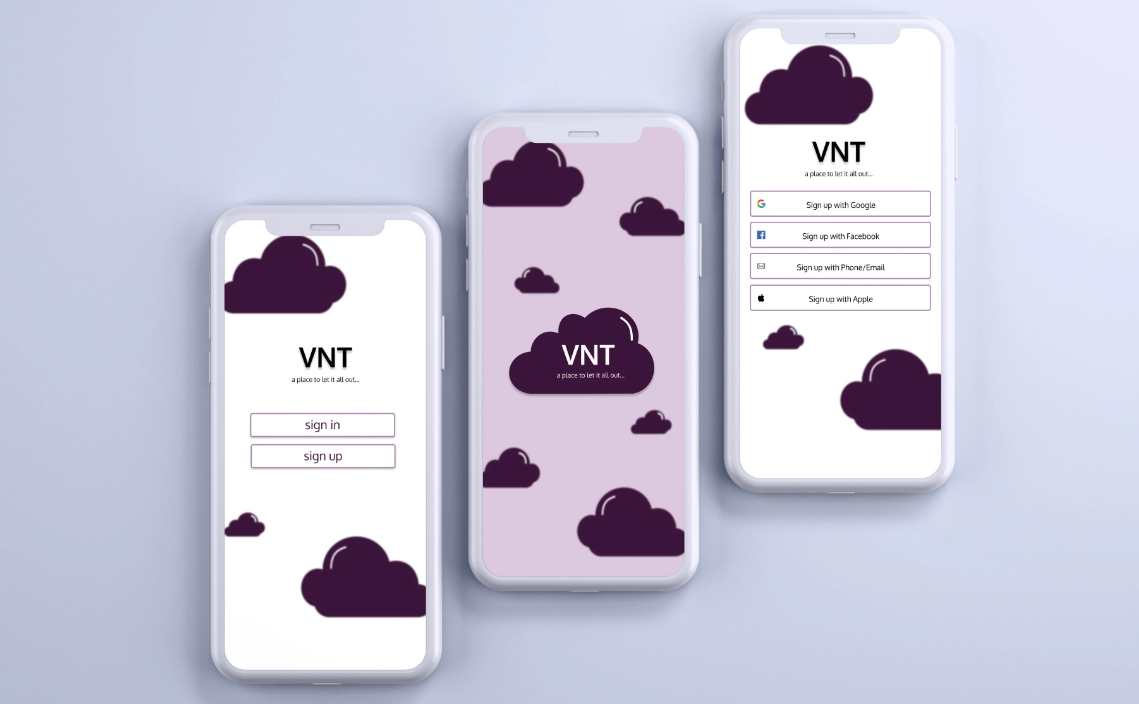 VNT
a place to let it all out...
sign in
sign up
VNT
a place to let it all out...
VNT
a place to let it all out...
Sign up with Google
Sign up with Facebook
Sign up with Phone/Email
Sign up with Apple